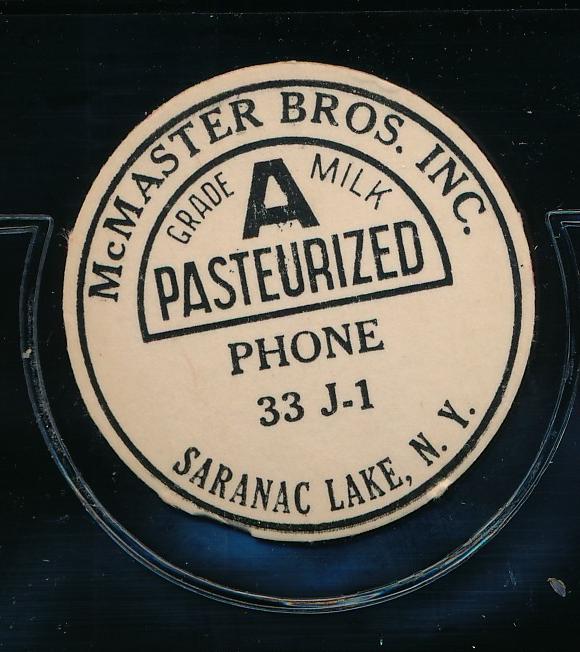 McMASTER BROS. INC.
GRADE A MILK
PASTEURIZED
PHONE
33 J-1
SARANAC LAKE, N. Y.